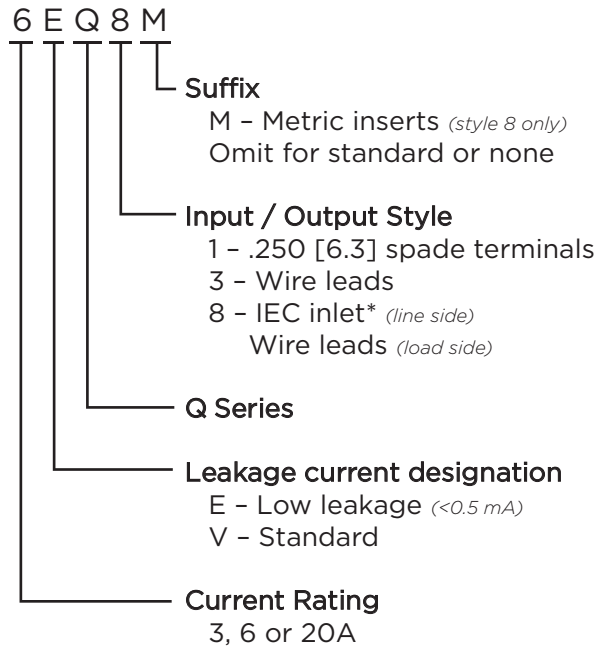 6 E Q 8 M
Suffix
M – Metric inserts (style 8 only)
Omit for standard or none
Input / Output Style
1 – .250 [6.3] spade terminals
3 – Wire leads
8 – IEC inlet* (line side)
Wire leads (load side)
Q Series
Leakage current designation
E – Low leakage (<0.5 mA)
V – Standard
Current Rating
3, 6 or 20A